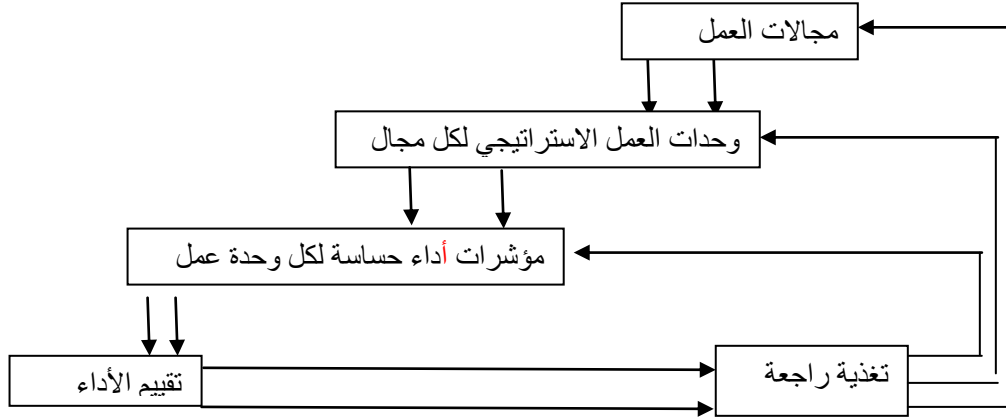 مجالات العمل
وحدات العمل الاستراتيجي لكل مجال
مؤشرات أداء حساسة لكل وحدة عمل
تغذية راجعة
تقييم الأداء